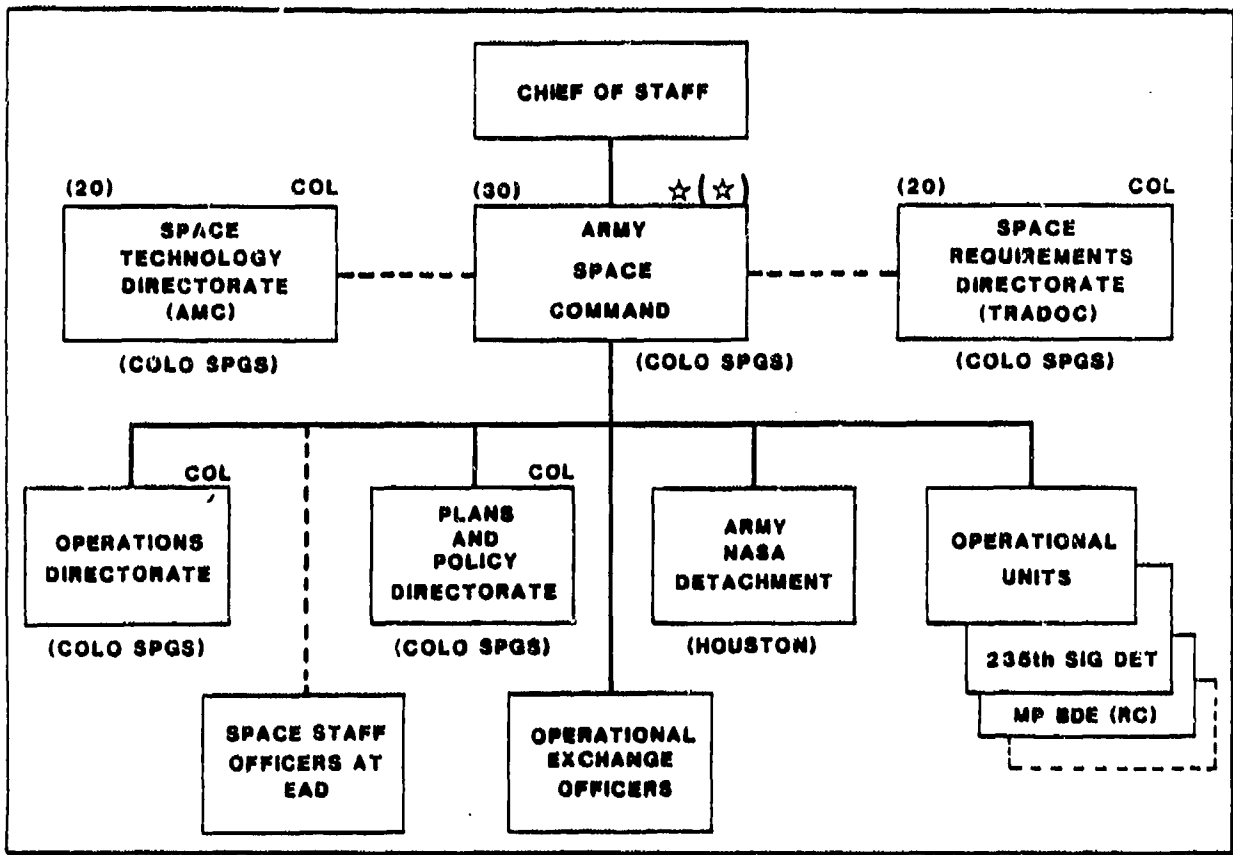 CHIEF OF STAFF
(20) COL
SPACE
TECHNOLOGY
DIRECTORATE
(AMC)
(COLO SPGS)
(30) ☆(☆)
ARMY
SPACE
COMMAND
(COLO SPGS)
(20) COL
SPACE
REQUIREMENTS
DIRECTORATE
(TRADOC)
(COLO SPGS)
COL
OPERATIONS
DIRECTORATE
(COLO SPGS)
COL
PLANS
AND
POLICY
DIRECTORATE
(COLO SPGS)
ARMY
NASA
DETACHMENT
(HOUSTON)
OPERATIONAL
UNITS
235th SIG DET
MP BDE (RC)
SPACE STAFF
OFFICERS AT
EAD
OPERATIONAL
EXCHANGE
OFFICERS